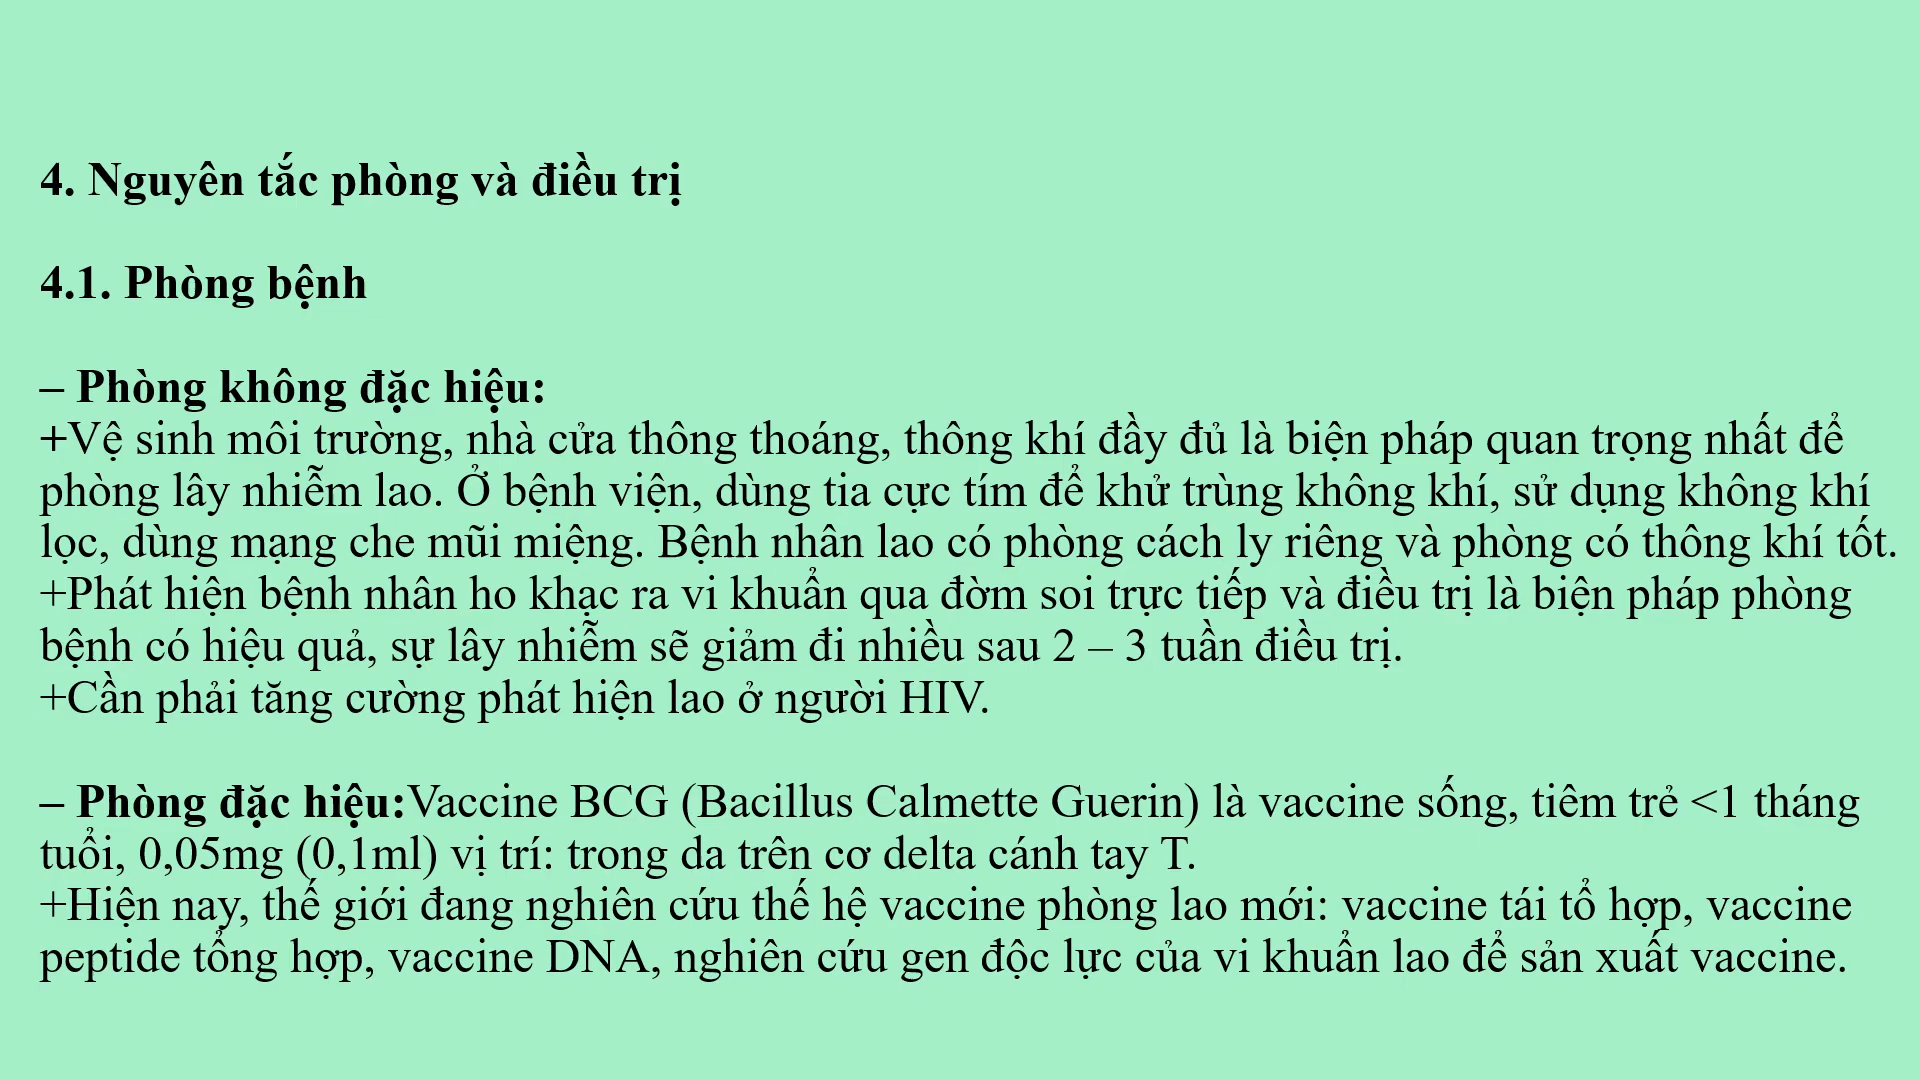 4. Nguyên tắc phòng và điều trị
4.1. Phòng bệnh
– Phòng không đặc hiệu:
+Vệ sinh môi trường, nhà cửa thông thoáng, thông khí đầy đủ là biện pháp quan trọng nhất để
phòng lây nhiễm lao. Ở bệnh viện, dùng tia cực tím để khử trùng không khí, sử dụng không khí
lọc, dùng mạng che mũi miệng. Bệnh nhân lao có phòng cách ly riêng và phòng có thông khí tốt.
+Phát hiện bệnh nhân ho khạc ra vi khuẩn qua đờm soi trực tiếp và điều trị là biện pháp phòng
bệnh có hiệu quả, sự lây nhiễm sẽ giảm đi nhiều sau 2 – 3 tuần điều trị.
+Cần phải tăng cường phát hiện lao ở người HIV.
– Phòng đặc hiệu:Vaccine BCG (Bacillus Calmette Guerin) là vaccine sống, tiêm trẻ <1 tháng
tuổi, 0,05mg (0,1ml) vị trí: trong da trên cơ delta cánh tay T.
+Hiện nay, thế giới đang nghiên cứu thế hệ vaccine phòng lao mới: vaccine tái tổ hợp, vaccine
peptide tổng hợp, vaccine DNA, nghiên cứu gen độc lực của vi khuẩn lao để sản xuất vaccine.